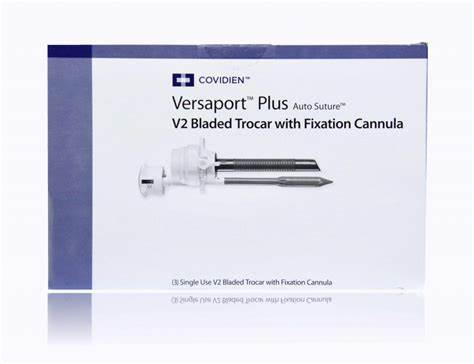 COVIDIEN™
Versaport™ Plus Auto Suture™
V2 Bladed Trocar with Fixation Cannula
(3) Single Use V2 Bladed Trocar with Fixation Cannula